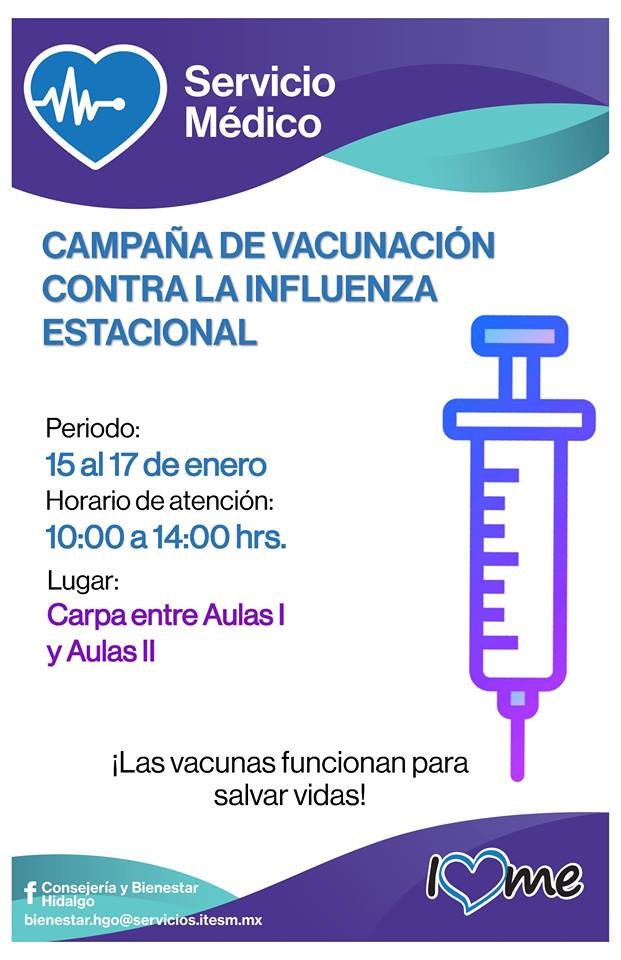 Servicio
Médico
CAMPAÑA DE VACUNACIÓN
CONTRA LA INFLUENZA
ESTACIONAL
Periodo:
15 al 17 de enero
Horario de atención:
10:00 a 14:00 hrs.
Lugar:
Carpa entre Aulas I
y Aulas II
¡Las vacunas funcionan para
salvar vidas!
f Consejería y Bienestar
Hidalgo
bienestar.hgo@servicios.itesm.mx
I me